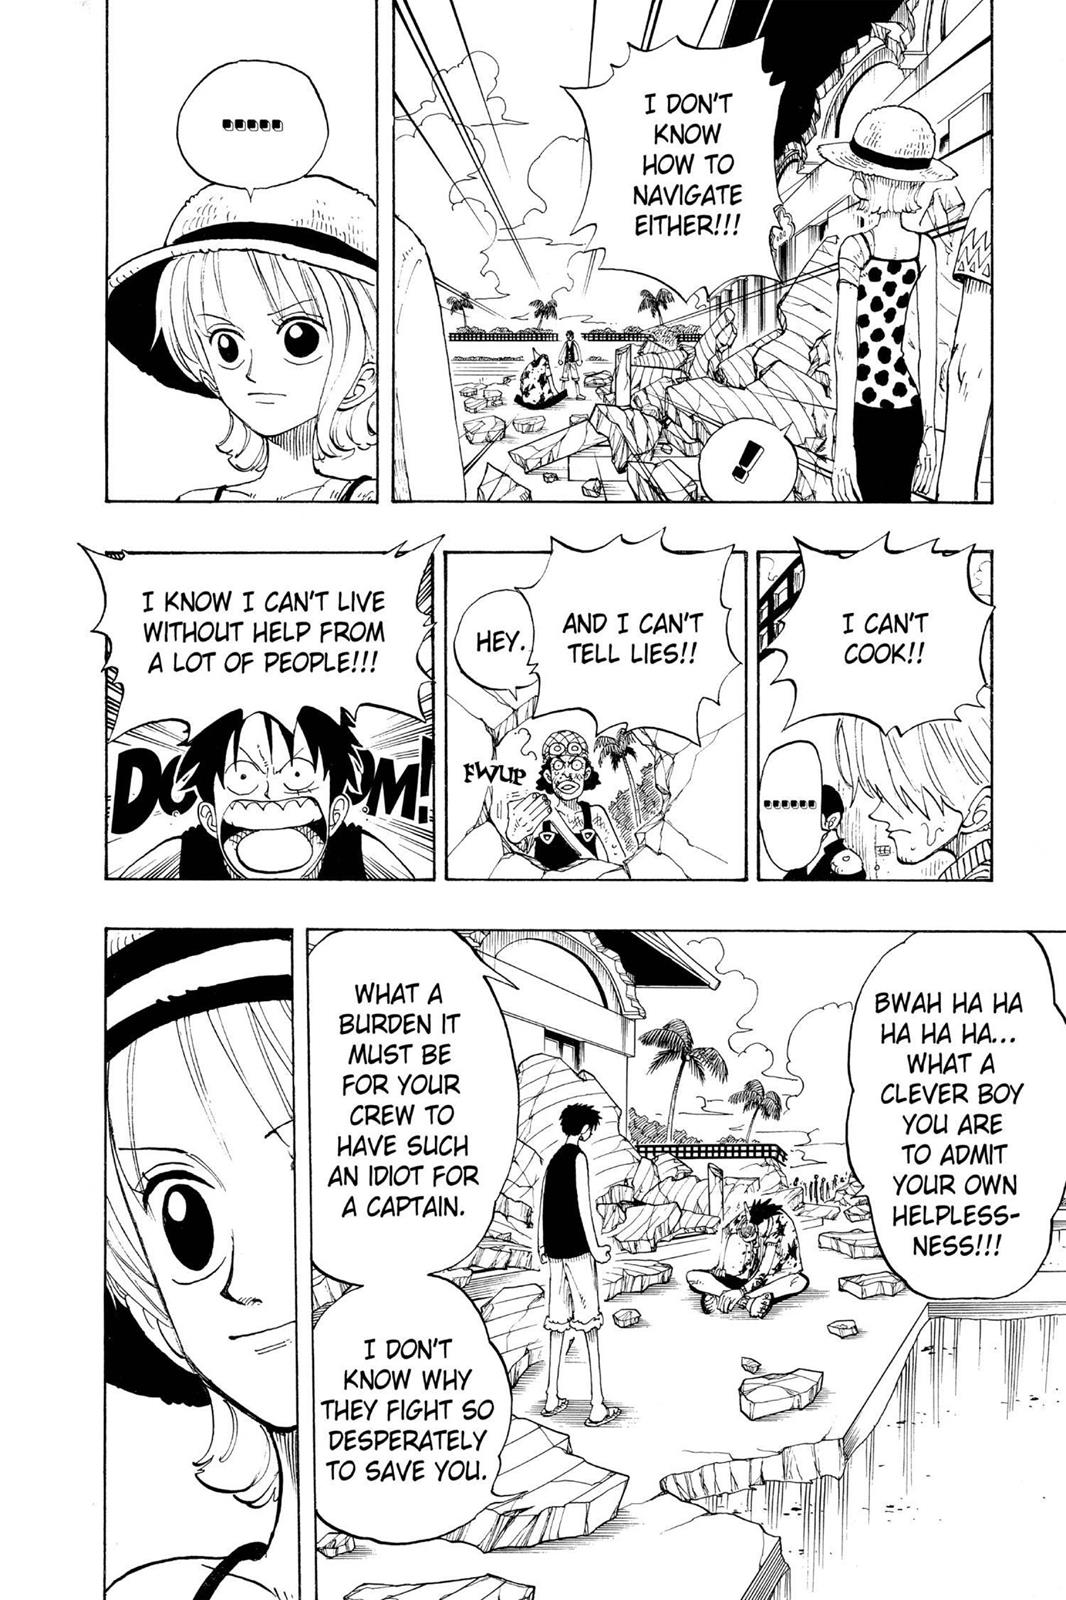 I DON'T
KNOW
HOW TO
NAVIGATE
EITHER!!!
!
.....
I CAN'T
COOK!!
......
AND I CAN'T
TELL LIES!!
HEY.
FWUP
I KNOW I CAN'T LIVE
WITHOUT HELP FROM
A LOT OF PEOPLE!!!
BWAH HA HA
HA HA HA...
WHAT A
CLEVER BOY
YOU ARE
TO ADMIT
YOUR OWN
HELPLESS-
NESS!!!
WHAT A
BURDEN IT
MUST BE
FOR YOUR
CREW TO
HAVE SUCH
AN IDIOT FOR
A CAPTAIN.
I DON'T
KNOW WHY
THEY FIGHT SO
DESPERATELY
TO SAVE YOU.